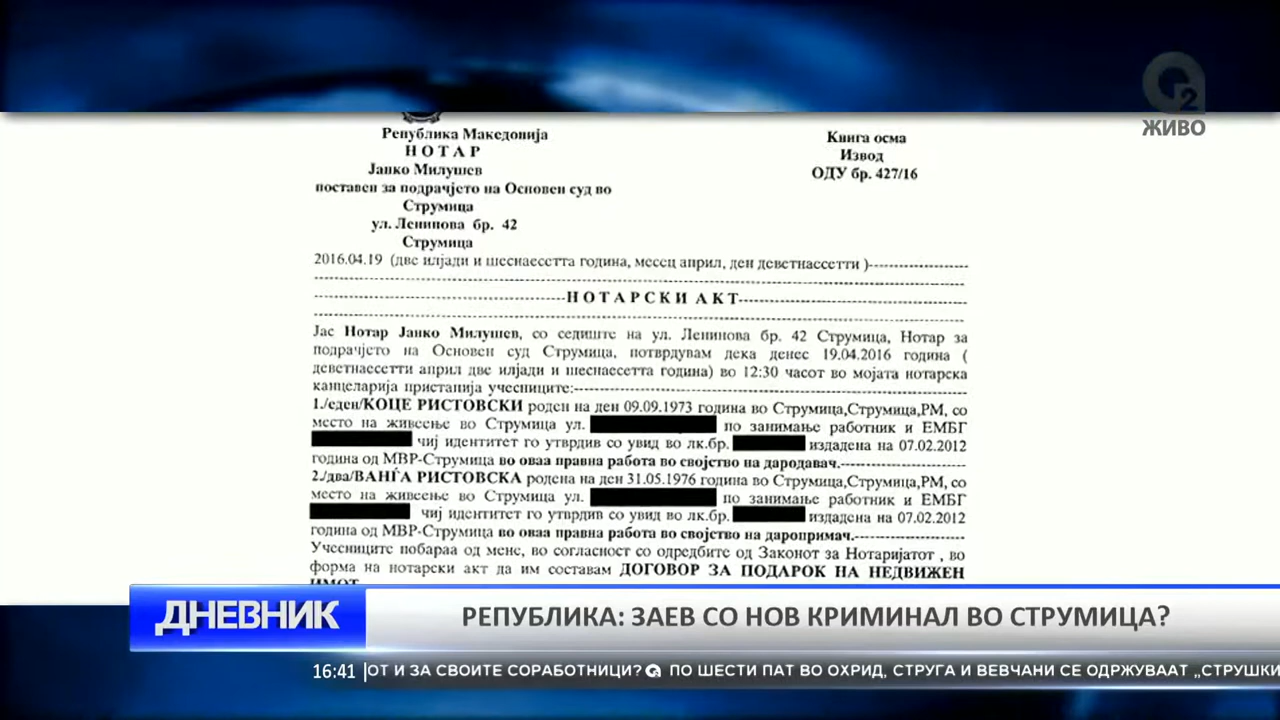 2
ЖИВО
Република Македонија
Н О Т А Р
Јанко Милушев
поставен за подрачјето на Основен суд во
Струмица
ул. Ленинова бр. 42
Струмица
Книга осма
Извод
ОДУ бр. 427/16
2016.04.19 (две илјади и шеснаесетта година, месец април, ден деветнассетти )
Н О Т А Р С К И А К Т
Јас Нотар Јанко Милушев, со седиште на ул. Ленинова бр. 42 Струмица, Нотар за
подрачјето на Основен суд Струмица, потврдувам дека денес 19.04.2016 година (
деветнаесетти април две илјади и шеснаесетта година) во 12:30 часот во мојата нотарска
канцеларија пристапија учесниците:
1./еден/КОЦЕ РИСТОВСКИ роден на ден 09.09.1973 година во Струмица,Струмица,РМ, со
место на живсење во Струмица ул. по занимање работник и ЕМБГ
чиј идентитет го утврдив со увид во лк.бр. издадена на 07.02.2012
година од МВР-Струмица во оваа правна работа во својство на дародавач.
2./два/ВАНЃА РИСТОВСКА родена на ден 31.05.1976 година во Струмица,Струмица,РМ, со
место на живеење во Струмица ул. по занимање работник и ЕМБГ
чиј идентитет го утврдив со увид во лк.бр. издадена на 07.02.2012
година од МВР-Струмица во оваа правна работа во својство на даропримач.
Учесниците побараа од менс, во согласност со одредбите од Законот за Нотаријатот , во
форма на нотарски акт да им составам ДОГОВОР ЗА ПОДАРОК НА НЕДВИЖЕН
ИМОТ
ДНЕВНИК
РЕПУБЛИКА: ЗАЕВ СО НОВ КРИМИНАЛ ВО СТРУМИЦА?
16:41 ОТ И ЗА СВОИТЕ СОРАБОТНИЦИ? ПО ШЕСТИ ПАТ ВО ОХРИД, СТРУГА И ВЕВЧАНИ СЕ ОДРЖУВААТ „СТРУШКИ